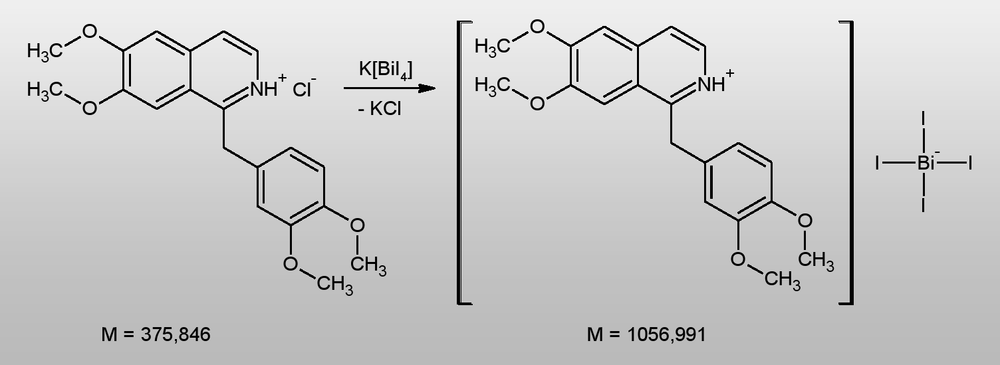 O
H₃C
H₃C
O
NH⁺ Cl⁻
O
CH₃
O
CH₃
K[BiI₄]
- KCl
O
H₃C
H₃C
O
NH⁺
O
CH₃
O
CH₃
I
I
Bi⁻
I
I
M = 375,846
M = 1056,991